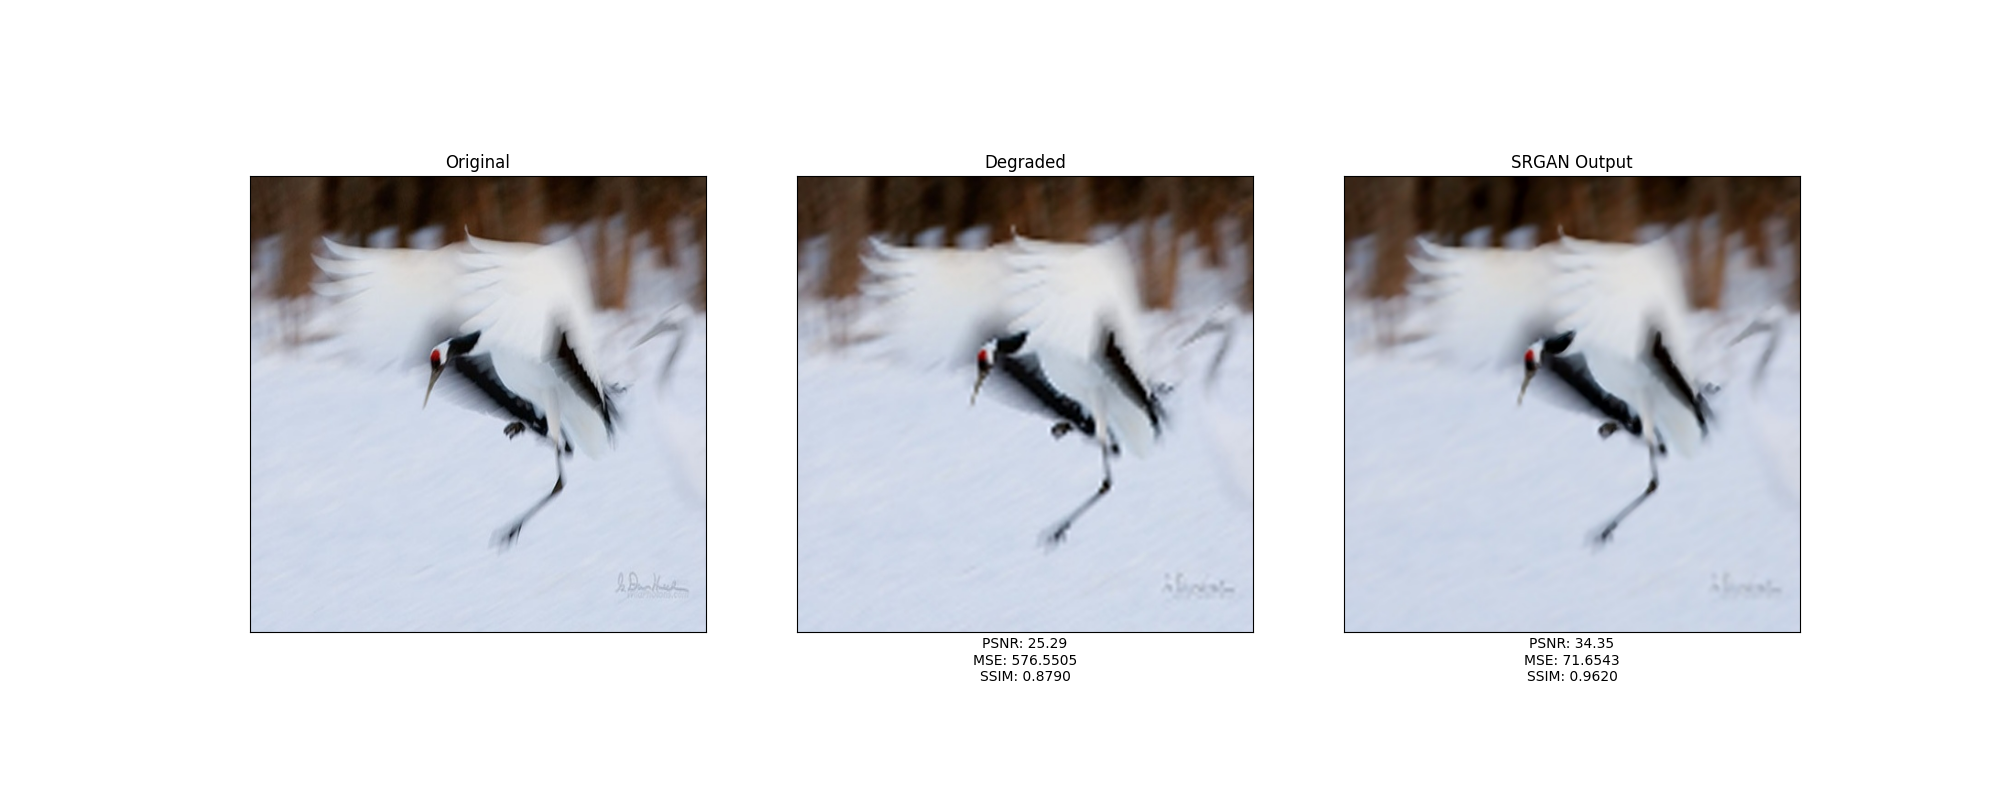 Original
Degraded
SRGAN Output
PSNR: 25.29
MSE: 576.5505
SSIM: 0.8790
PSNR: 34.35
MSE: 71.6543
SSIM: 0.9620